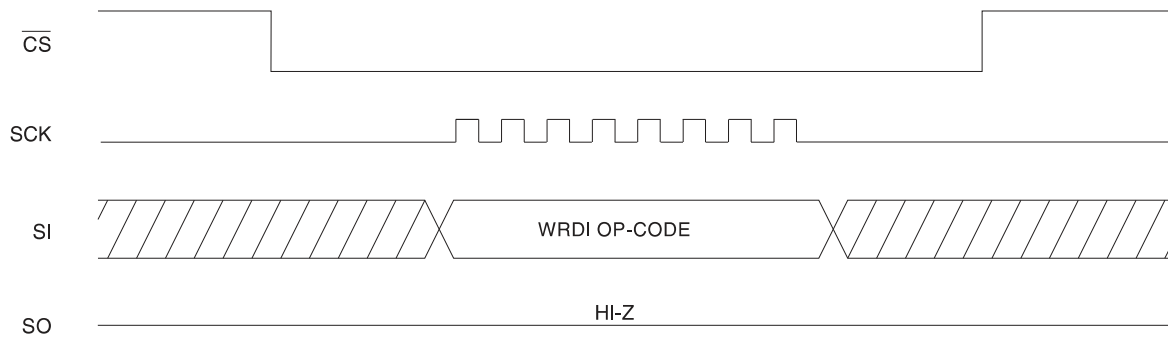 CS
SCK
SI
WRDI OP-CODE
HI-Z
SO